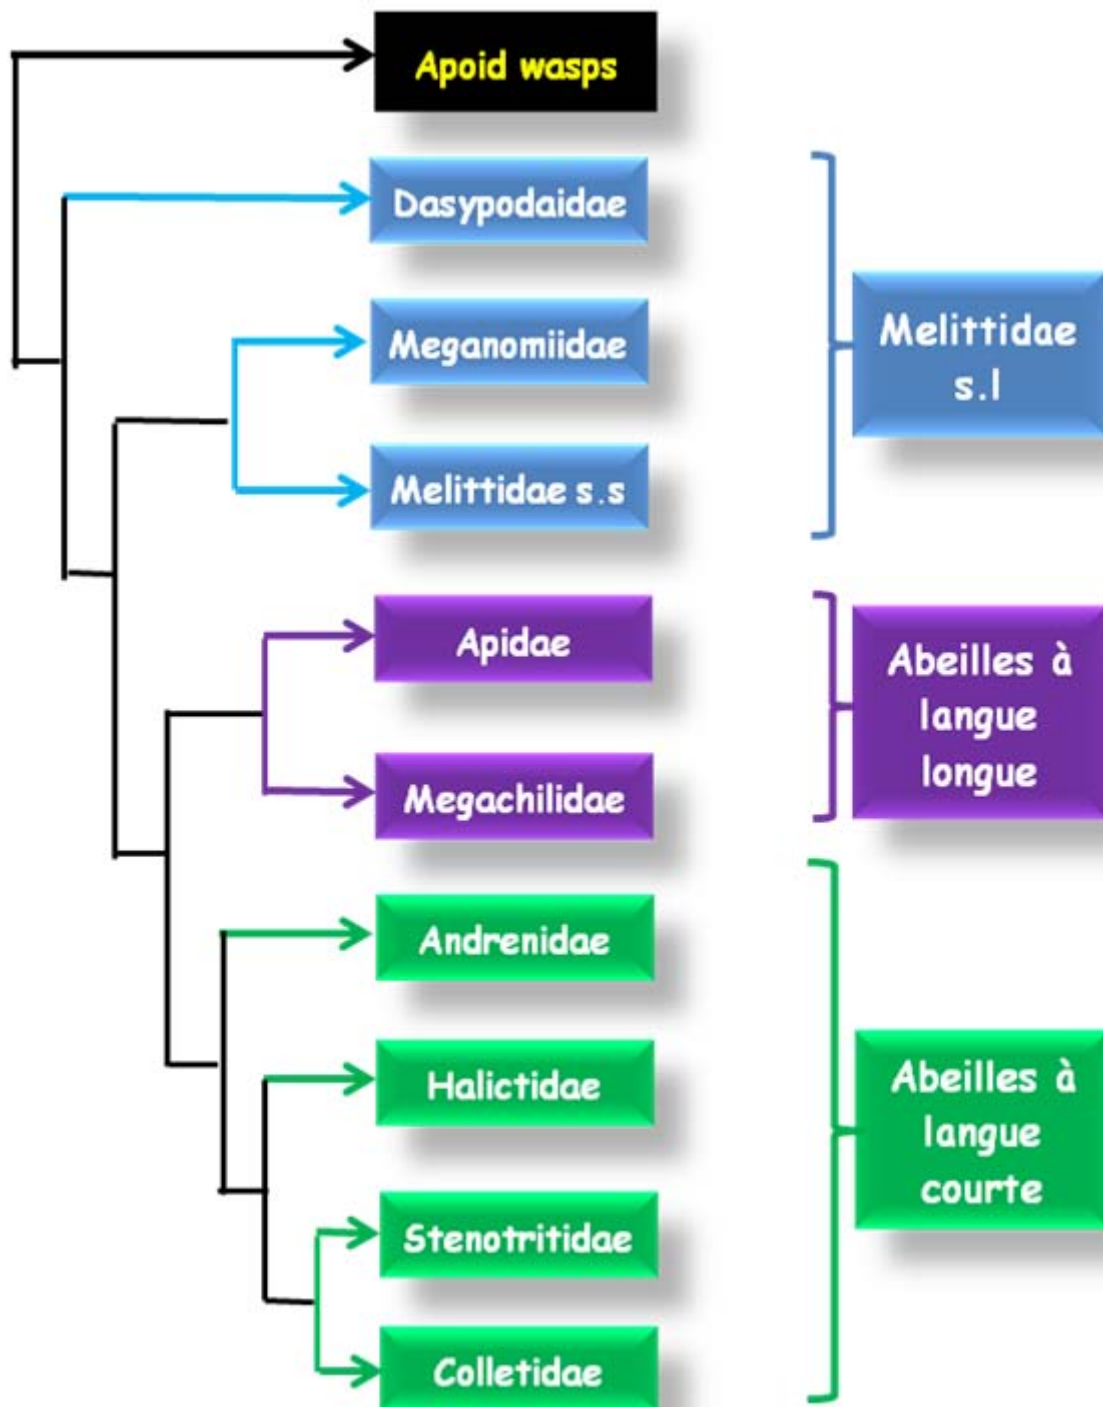 Apoid wasps
Dasypodaidae
Meganomiidae
Melittidae s.s
Melittidae
s.l
Apidae
Megachilidae
Abeilles à
langue
longue
Andrenidae
Halictidae
Stenotritidae
Colletidae
Abeilles à
langue
courte